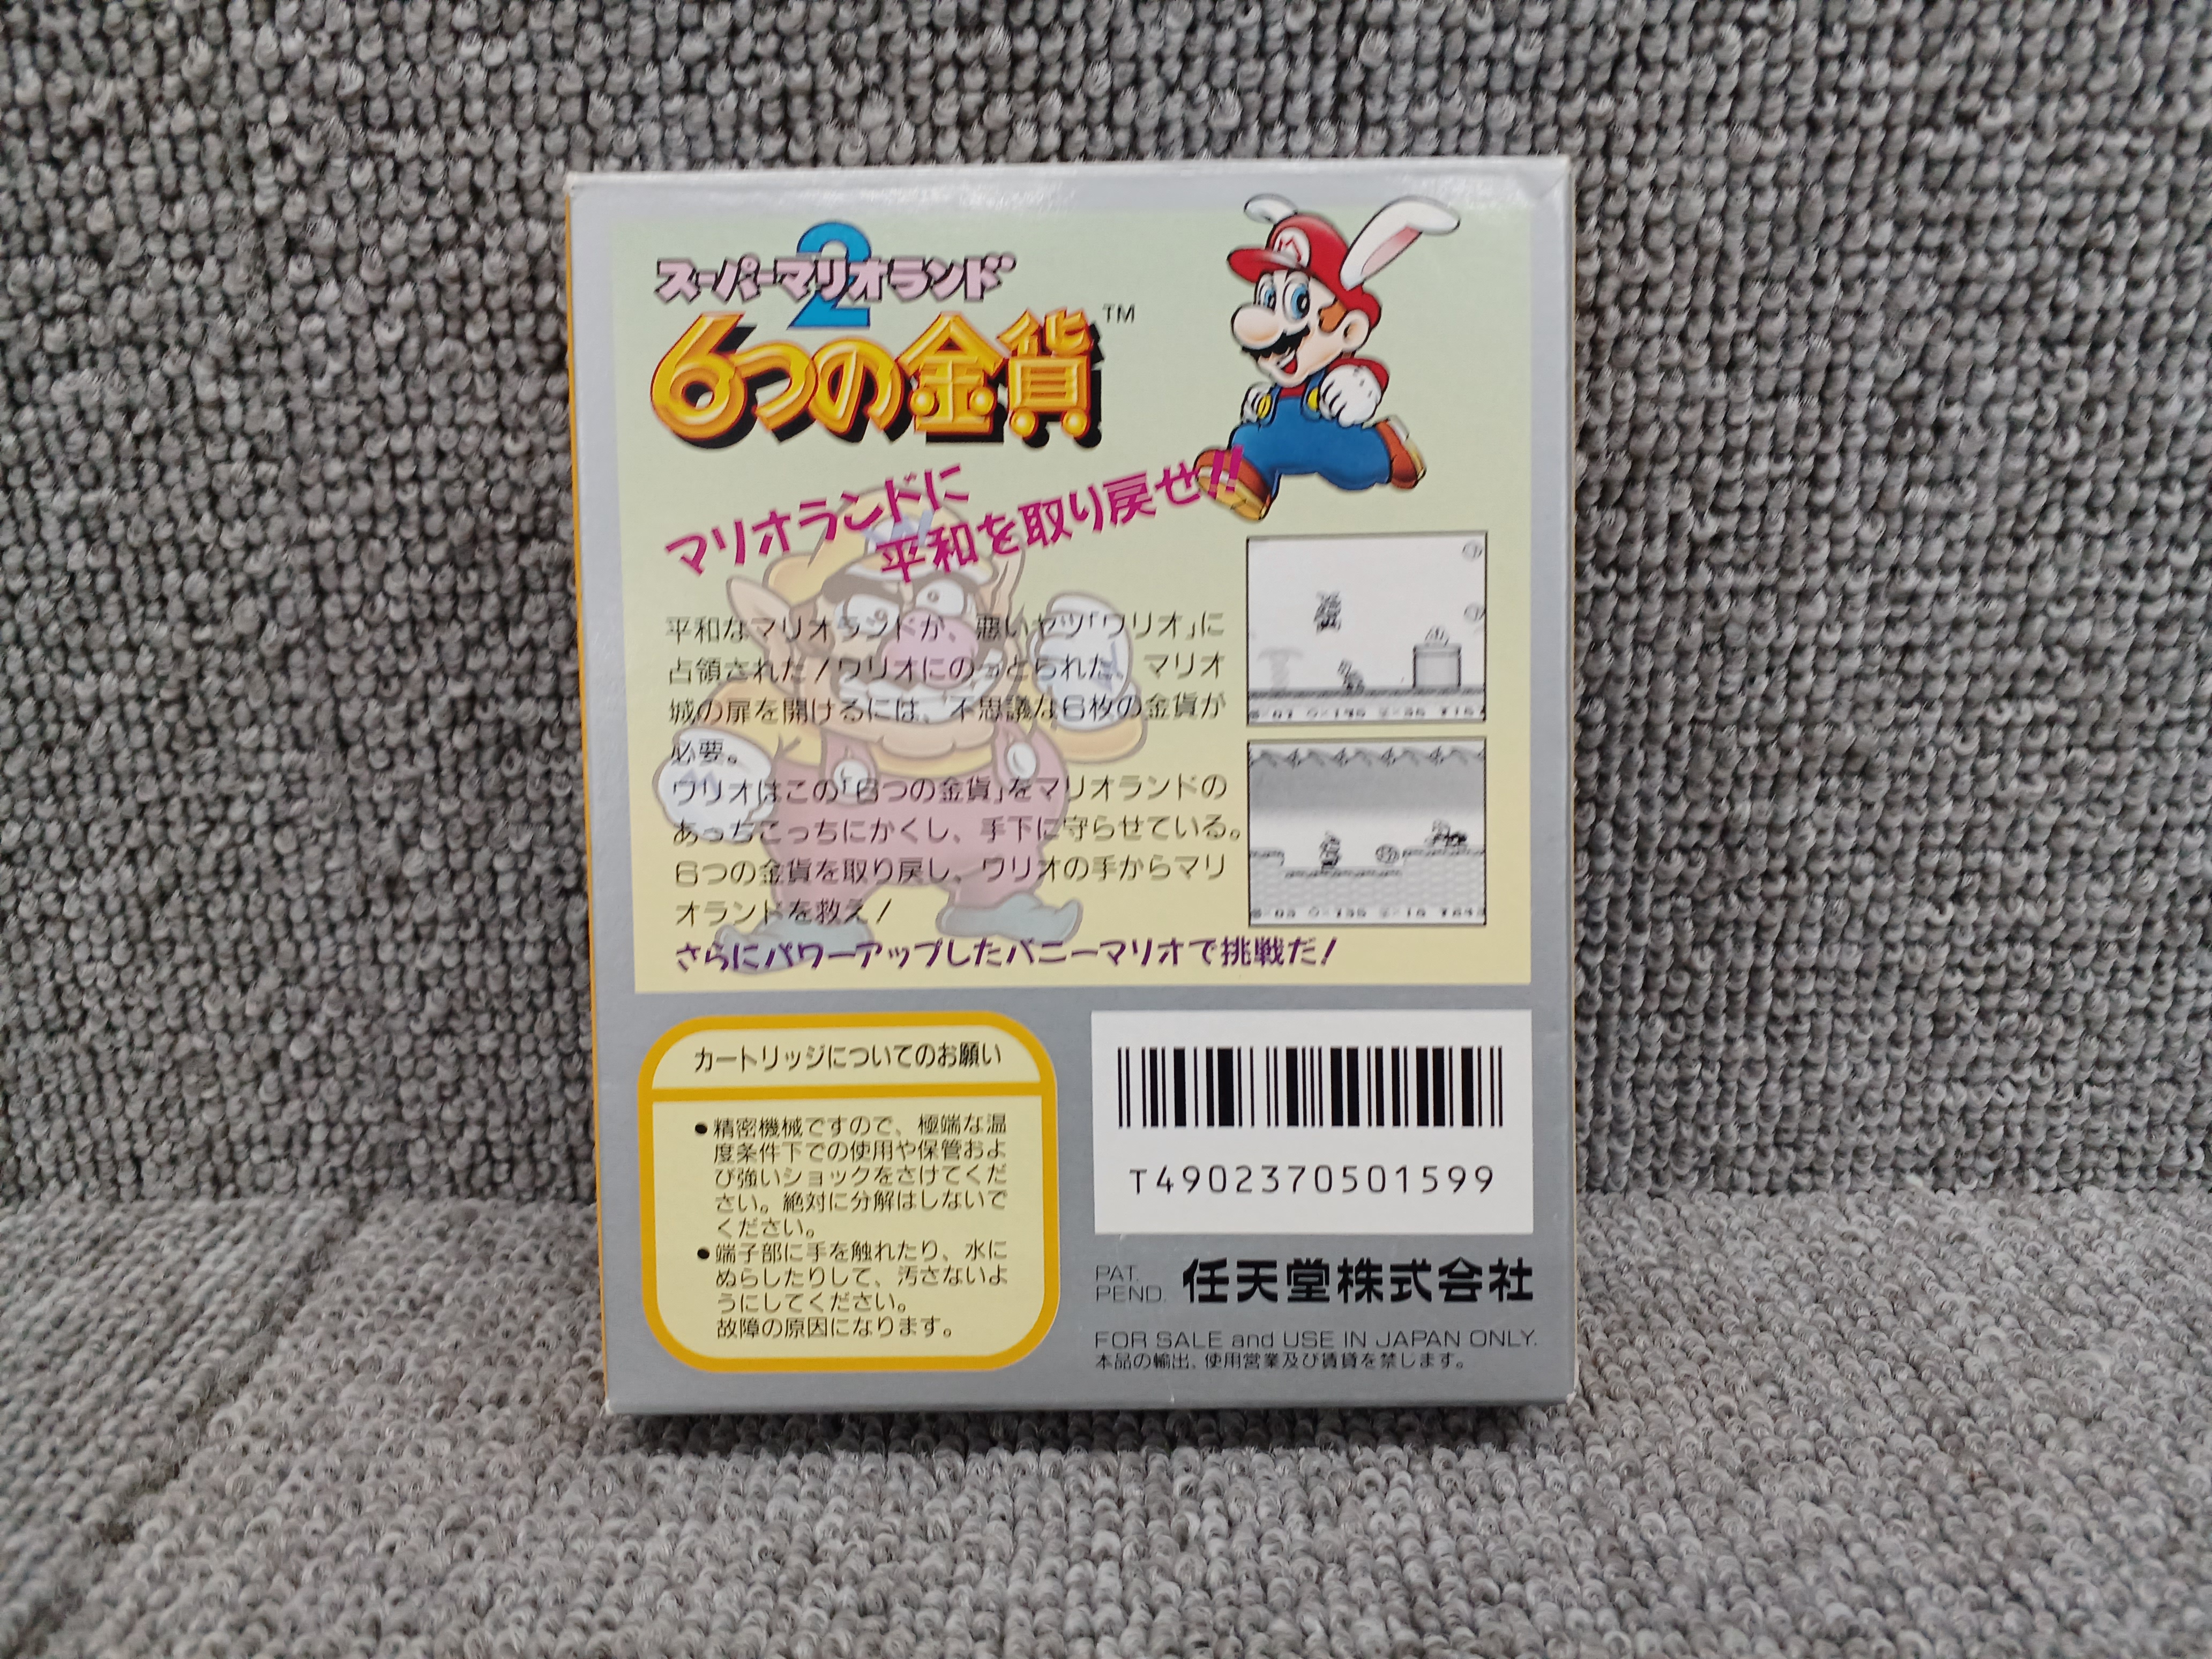 スーパーマリオランド2
6つの金貨™
マリオランドに
平和を取り戻せ!!
平和なマリオランドが、悪いヤツ「ワリオ」に
占領された!ワリオにのっとられた、マリオ
城の扉を開けるには、不思議な6枚の金貨が
必要。
ワリオはこの「6つの金貨」をマリオランドの
あっちこっちにかくし、手下に守らせている。
6つの金貨を取り戻し、ワリオの手からマリ
オランドを救え!
さらにパワーアップしたバニーマリオで挑戦だ!
カートリッジについてのお願い
●精密機械ですので、極端な温
度条件下での使用や保管およ
び強いショックをさけてくだ
さい。絶対に分解はしないで
ください。
●端子部に手を触れたり、水に
ぬらしたりして、汚さないよ
うにしてください。
故障の原因になります。
T4902370501599
PAT.
PEND.
任天堂株式会社
FOR SALE and USE IN JAPAN ONLY.
本品の輸出、使用営業及び賃貸を禁じます。